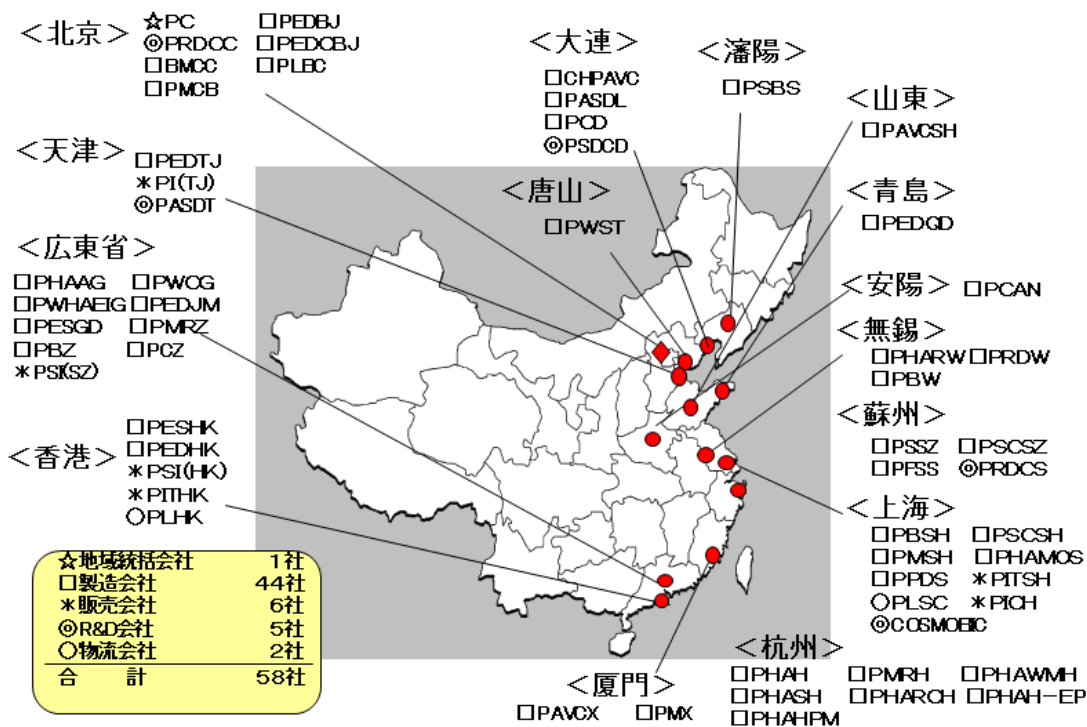 <北京>
☆PC □PEDBJ
◎PRDCC □PEDCBJ
□BMCC □PLBC
□PMCB
<大連>
□CHPAVC
□PASDL
□PCD
◎PSDCD
<瀋陽>
□PSBS
<山東>
□PAVCSH
<天津>
□PEDTJ
*PI(TJ)
◎PASDT
<唐山>
□PWST
<青島>
□PEDQD
<広東省>
□PHAAG □PWCG
□PWHAEIG □PEDJM
□PESGD □PMRZ
□PBZ □PCZ
*PSI(SZ)
<安陽> □PCAN
<無錫>
□PHARW □PRDW
□PBW
<蘇州>
□PSSZ □PSCSZ
□PFSS ◎PRDCS
<香港>
□PESHK
□PEDHK
*PSI(HK)
*PITHK
○PLHK
<上海>
□PBSH □PSCSH
□PMSH □PHAMOS
□PPDS *PITSH
○PLSC *PICH
◎COSMOBIC
☆地域統括会社 1社
□製造会社 44社
*販売会社 6社
◎R&D会社 5社
○物流会社 2社
合 計 58社
<厦門>
□PAVCX □PMX
<杭州>
□PHAH □PMRH □PHAWMH
□PHASH □PHARCH □PHAH-EP
□PHAHPM